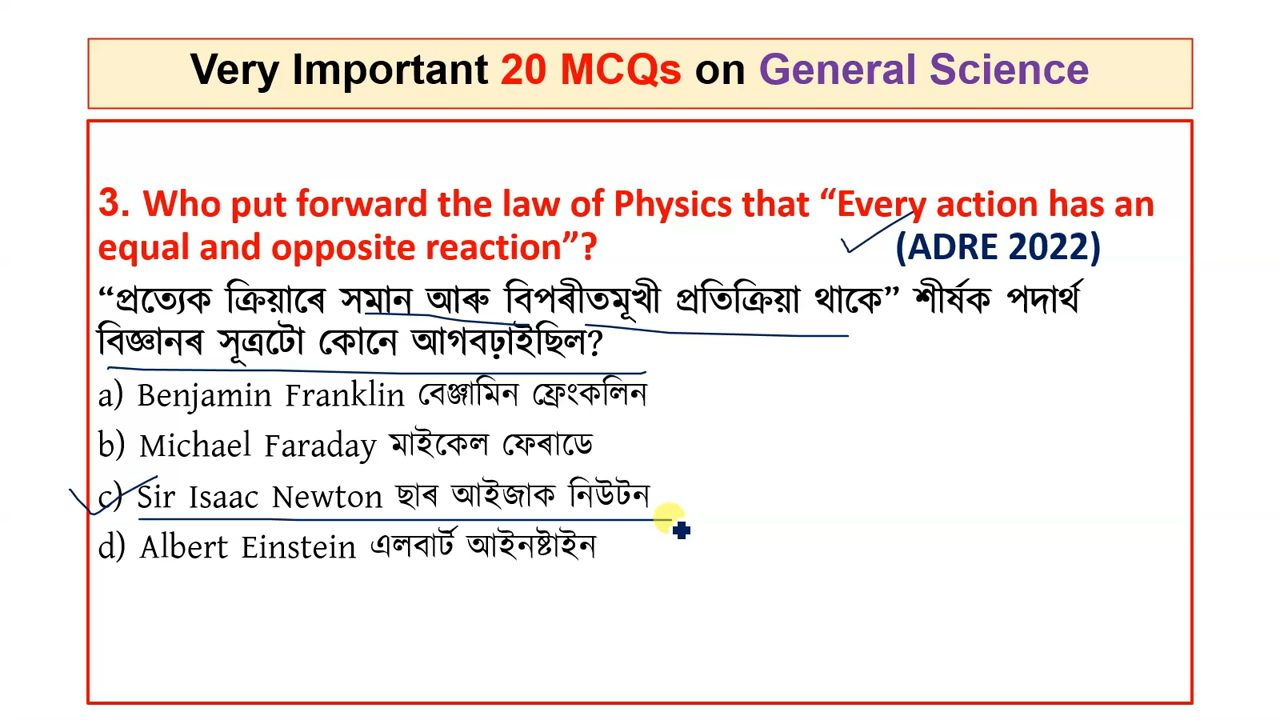 Very Important 20 MCQs on General Science
3. Who put forward the law of Physics that “Every action has an
equal and opposite reaction”? (ADRE 2022)
“প্ৰত্যেক ক্ৰিয়াৰে সমান আৰু বিপৰীতমূখী প্ৰতিক্ৰিয়া থাকে” শীৰ্ষক পদাৰ্থ
বিজ্ঞানৰ সূত্ৰটো কোনে আগবঢ়াইছিল?
a) Benjamin Franklin বেঞ্জামিন ফ্ৰেংকলিন
b) Michael Faraday মাইকেল ফেৰাডে
c) Sir Isaac Newton ছাৰ আইজাক নিউটন
d) Albert Einstein এলবাৰ্ট আইনষ্টাইন